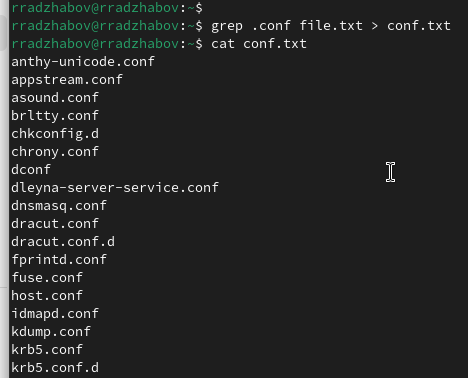 rradzhabov@rradzhabov:~$
rradzhabov@rradzhabov:~$ grep .conf file.txt > conf.txt
rradzhabov@rradzhabov:~$ cat conf.txt
anthy-unicode.conf
appstream.conf
asound.conf
brltty.conf
chkconfig.d
chrony.conf
dconf
dleyna-server-service.conf
dnsmasq.conf
dracut.conf
dracut.conf.d
fprintd.conf
fuse.conf
host.conf
idmapd.conf
kdump.conf
krb5.conf
krb5.conf.d